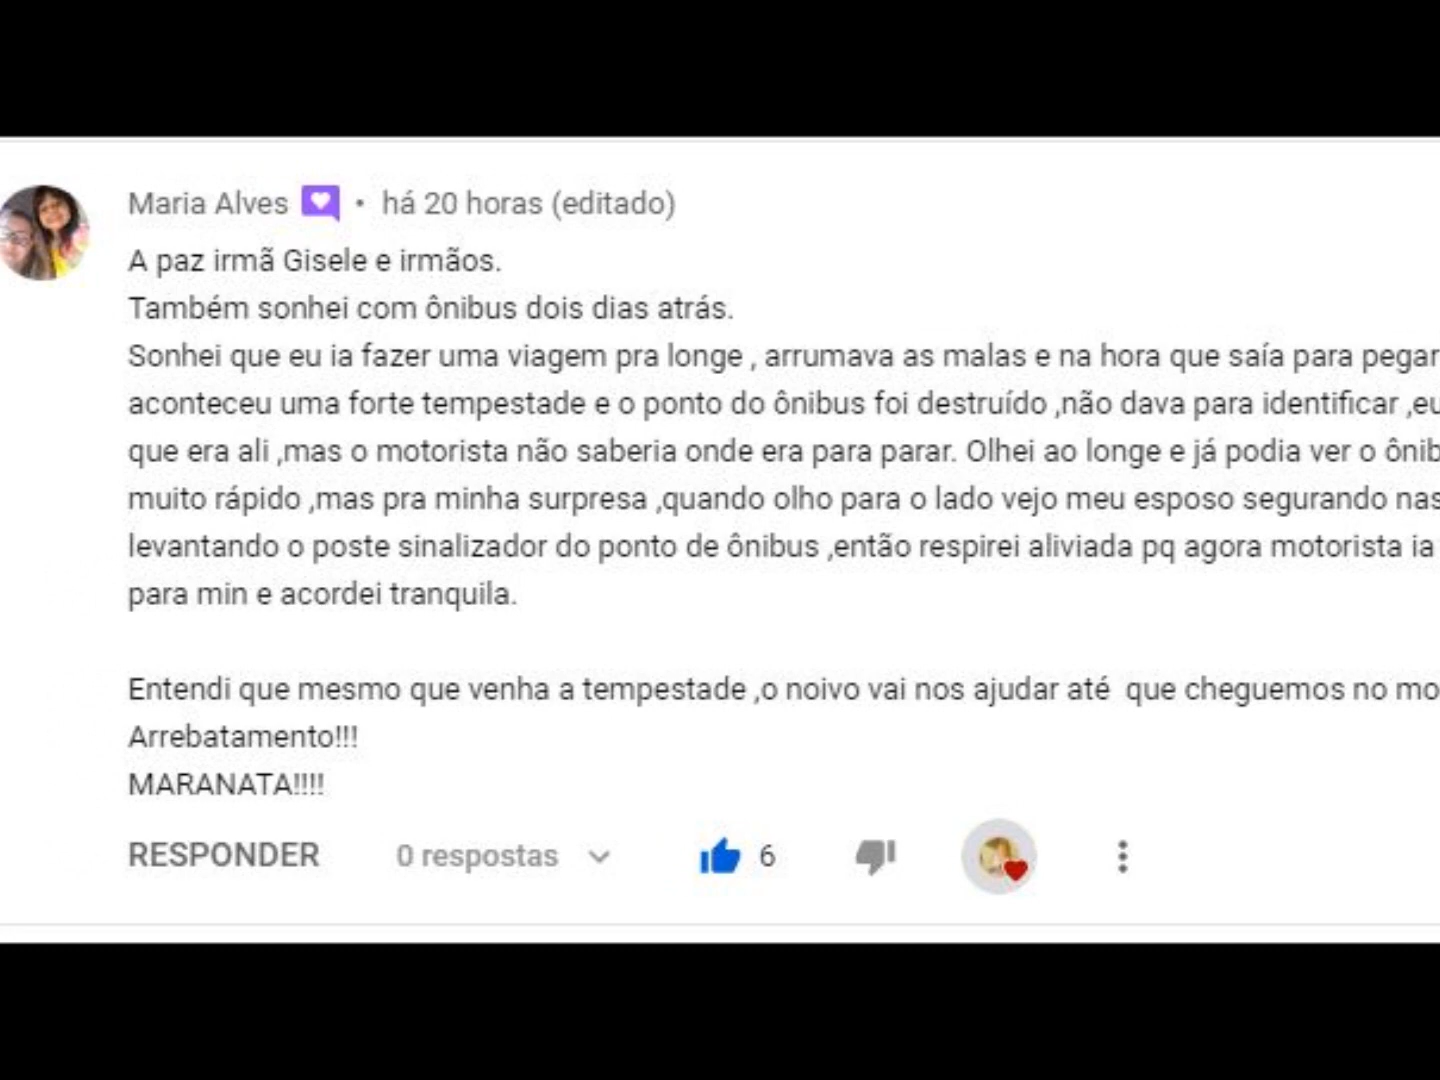 Maria Alves • há 20 horas (editado)
A paz irmã Gisele e irmãos.
Também sonhei com ônibus dois dias atrás.
Sonhei que eu ia fazer uma viagem pra longe , arrumava as malas e na hora que saía para pegar
aconteceu uma forte tempestade e o ponto do ônibus foi destruído ,não dava para identificar ,eu
que era ali ,mas o motorista não saberia onde era para parar. Olhei ao longe e já podia ver o ônib
muito rápido ,mas pra minha surpresa ,quando olho para o lado vejo meu esposo segurando nas
levantando o poste sinalizador do ponto de ônibus ,então respirei aliviada pq agora motorista ia
para min e acordei tranquila.
Entendi que mesmo que venha a tempestade ,o noivo vai nos ajudar até  que cheguemos no mo
Arrebatamento!!!
MARANATA!!!!
RESPONDER 0 respostas 6